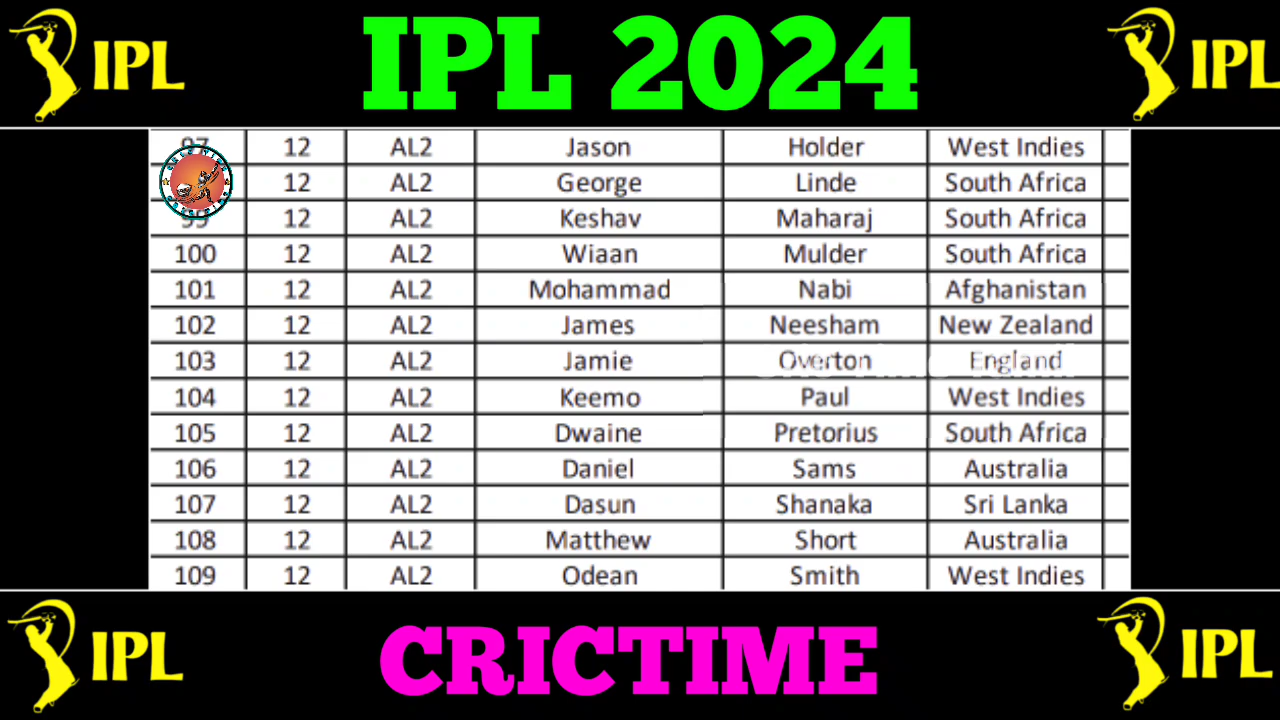 IPL IPL 2024 IPL
97 12 AL2 Jason Holder West Indies
12 AL2 George Linde South Africa
99 12 AL2 Keshav Maharaj South Africa
100 12 AL2 Wiaan Mulder South Africa
101 12 AL2 Mohammad Nabi Afghanistan
102 12 AL2 James Neesham New Zealand
103 12 AL2 Jamie Overton England
104 12 AL2 Keemo Paul West Indies
105 12 AL2 Dwaine Pretorius South Africa
106 12 AL2 Daniel Sams Australia
107 12 AL2 Dasun Shanaka Sri Lanka
108 12 AL2 Matthew Short Australia
109 12 AL2 Odean Smith West Indies
IPL CRICTIME IPL